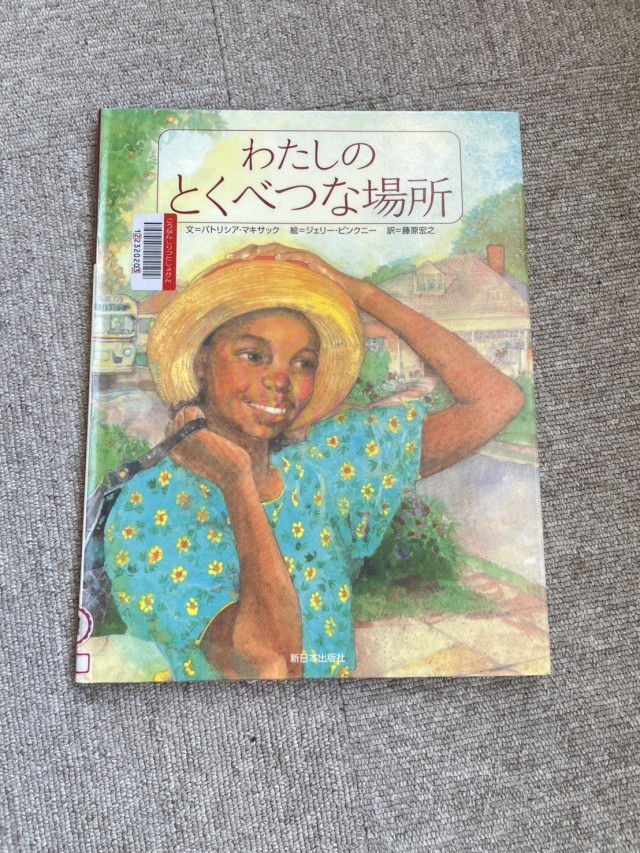 わたしの
とくべつな場所
文=パトリシア・マキサック 絵=ジェリー・ピンクニー 訳=藤原宏之
新日本出版社